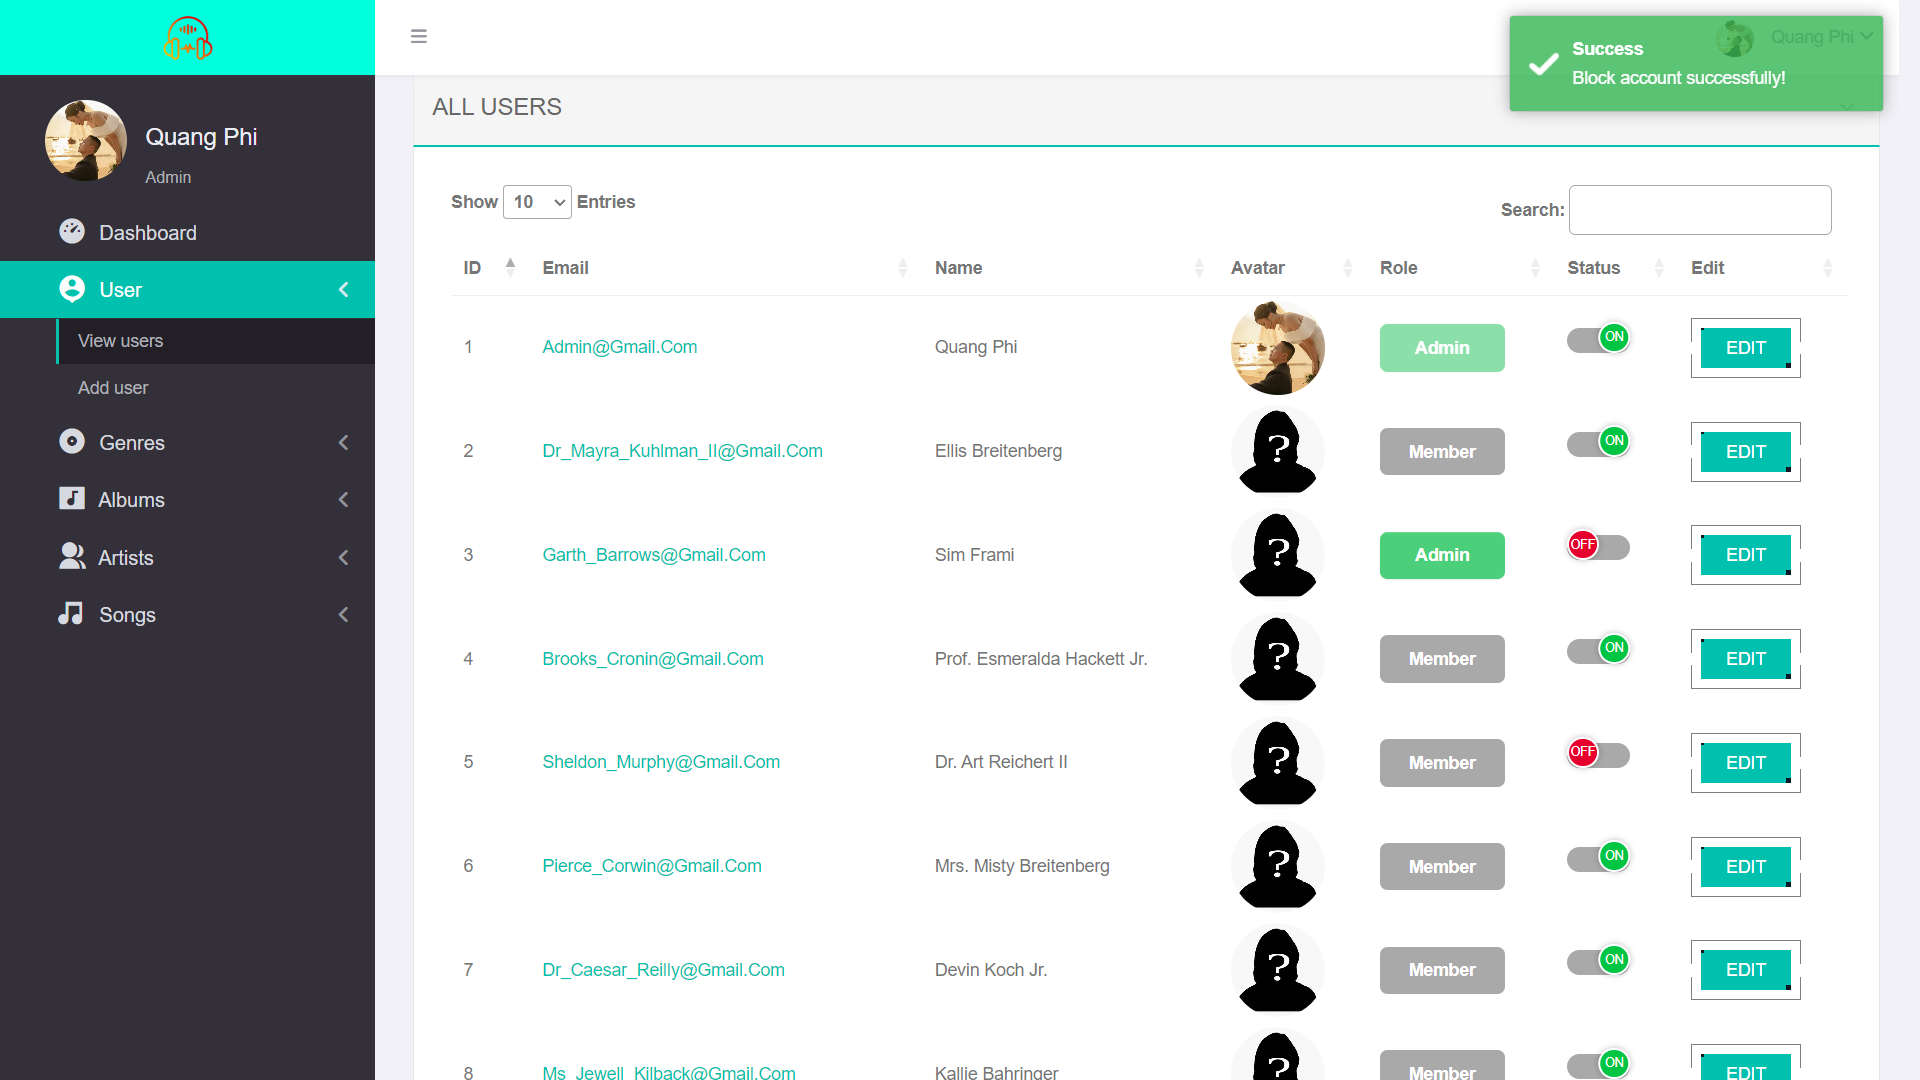 Quang Phi
Success
Block account successfully!
Quang Phi
Admin
Dashboard
User
View users
Add user
Genres
Albums
Artists
Songs
ALL USERS
Show 10 Entries
Search:
ID Email Name Avatar Role Status Edit
1 Admin@Gmail.Com Quang Phi Admin ON EDIT
2 Dr_Mayra_Kuhlman_II@Gmail.Com Ellis Breitenberg ? Member ON EDIT
3 Garth_Barrows@Gmail.Com Sim Frami ? Admin OFF EDIT
4 Brooks_Cronin@Gmail.Com Prof. Esmeralda Hackett Jr. ? Member ON EDIT
5 Sheldon_Murphy@Gmail.Com Dr. Art Reichert II ? Member OFF EDIT
6 Pierce_Corwin@Gmail.Com Mrs. Misty Breitenberg ? Member ON EDIT
7 Dr_Caesar_Reilly@Gmail.Com Devin Koch Jr. ? Member ON EDIT
8 Ms_Jewell_Kilback@Gmail.Com Kallie Bahringer ? Member ON EDIT